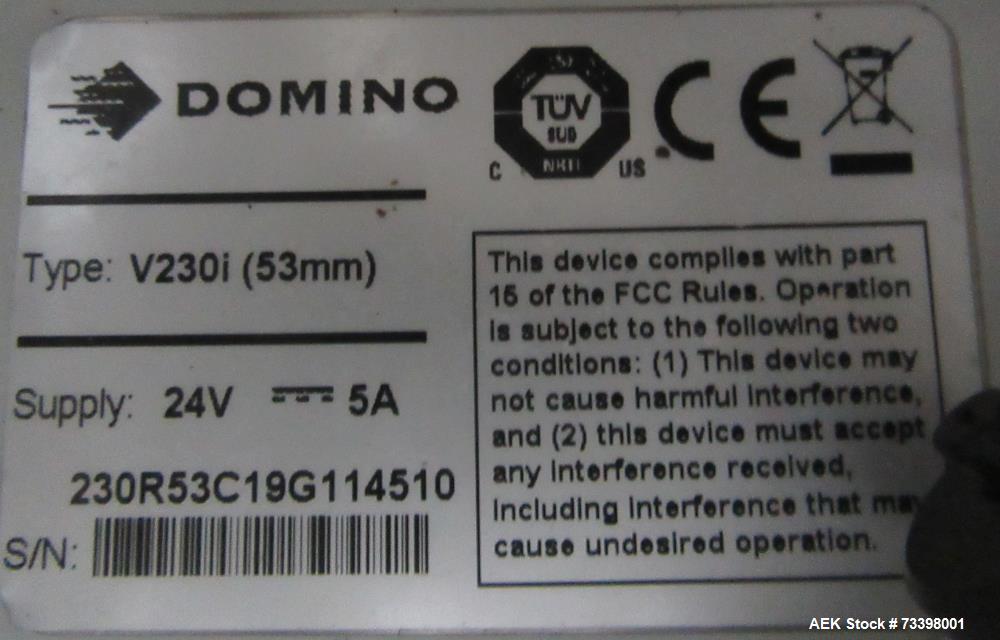 DOMINO
TÜV
SUD
NRTL
C US
CE
Type: V230i (53mm)
Supply: 24V 5A
230R53C19G114510
S/N:
This device complies with part
15 of the FCC Rules. Operation
is subject to the following two
conditions: (1) This device may
not cause harmful interference,
and (2) this device must accept
any interference received,
including interference that may
cause undesired operation.
AEK Stock # 73398001